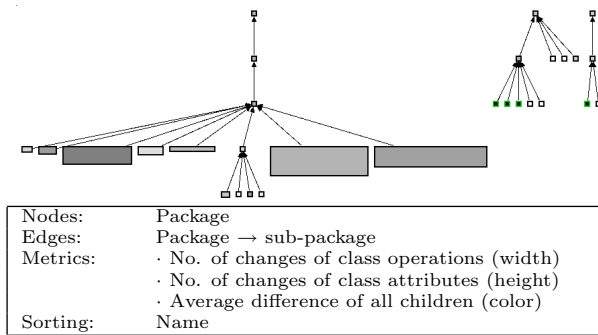 Nodes: Package
Edges: Package → sub-package
Metrics: · No. of changes of class operations (width)
· No. of changes of class attributes (height)
· Average difference of all children (color)
Sorting: Name